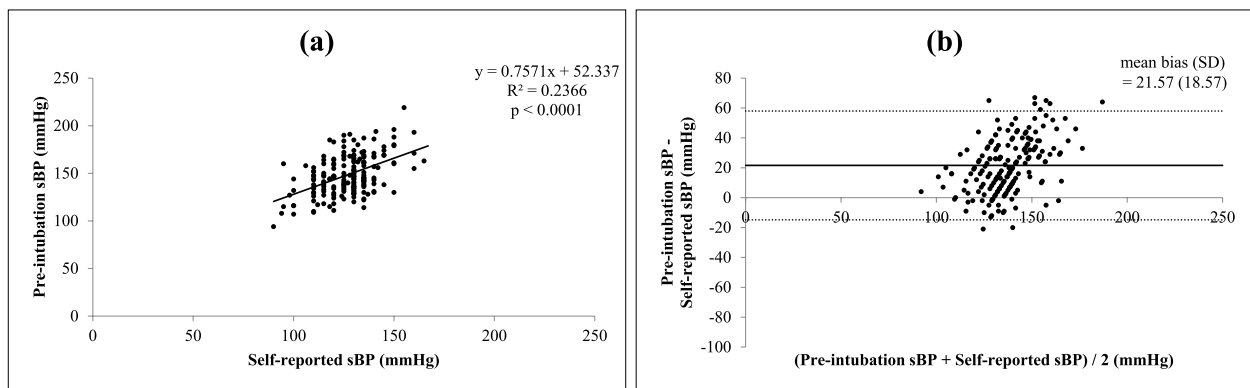 (a)
y = 0.7571x + 52.337
R² = 0.2366
p < 0.0001
250
200
150
100
50
0
0 50 100 150 200 250
Pre-intubation sBP (mmHg)
Self-reported sBP (mmHg)
(b)
mean bias (SD)
= 21.57 (18.57)
80
60
40
20
0
-20
-40
-60
-80
-100
0 50 100 150 200 250
Pre-intubation sBP -
Self-reported sBP (mmHg)
(Pre-intubation sBP + Self-reported sBP) / 2 (mmHg)